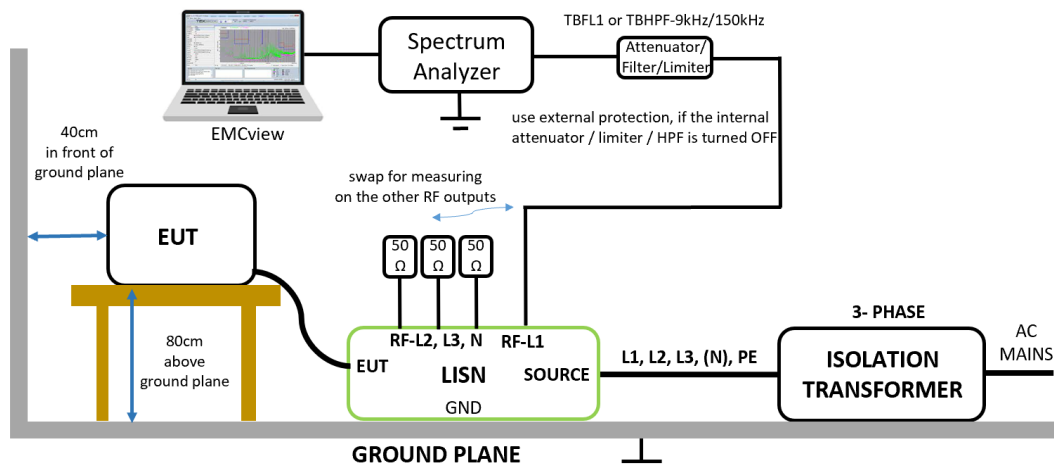 TBFL1 or TBHPF-9kHz/150kHz
Spectrum
Analyzer
Attenuator/
Filter/Limiter
EMCview
use external protection, if the internal
attenuator / limiter / HPF is turned OFF
40cm
in front of
ground plane
swap for measuring
on the other RF outputs
EUT
50
Ω
50
Ω
50
Ω
80cm
above
ground plane
RF-L2, L3, N
RF-L1
EUT
LISN
SOURCE
GND
L1, L2, L3, (N), PE
3- PHASE
ISOLATION
TRANSFORMER
AC
MAINS
GROUND PLANE